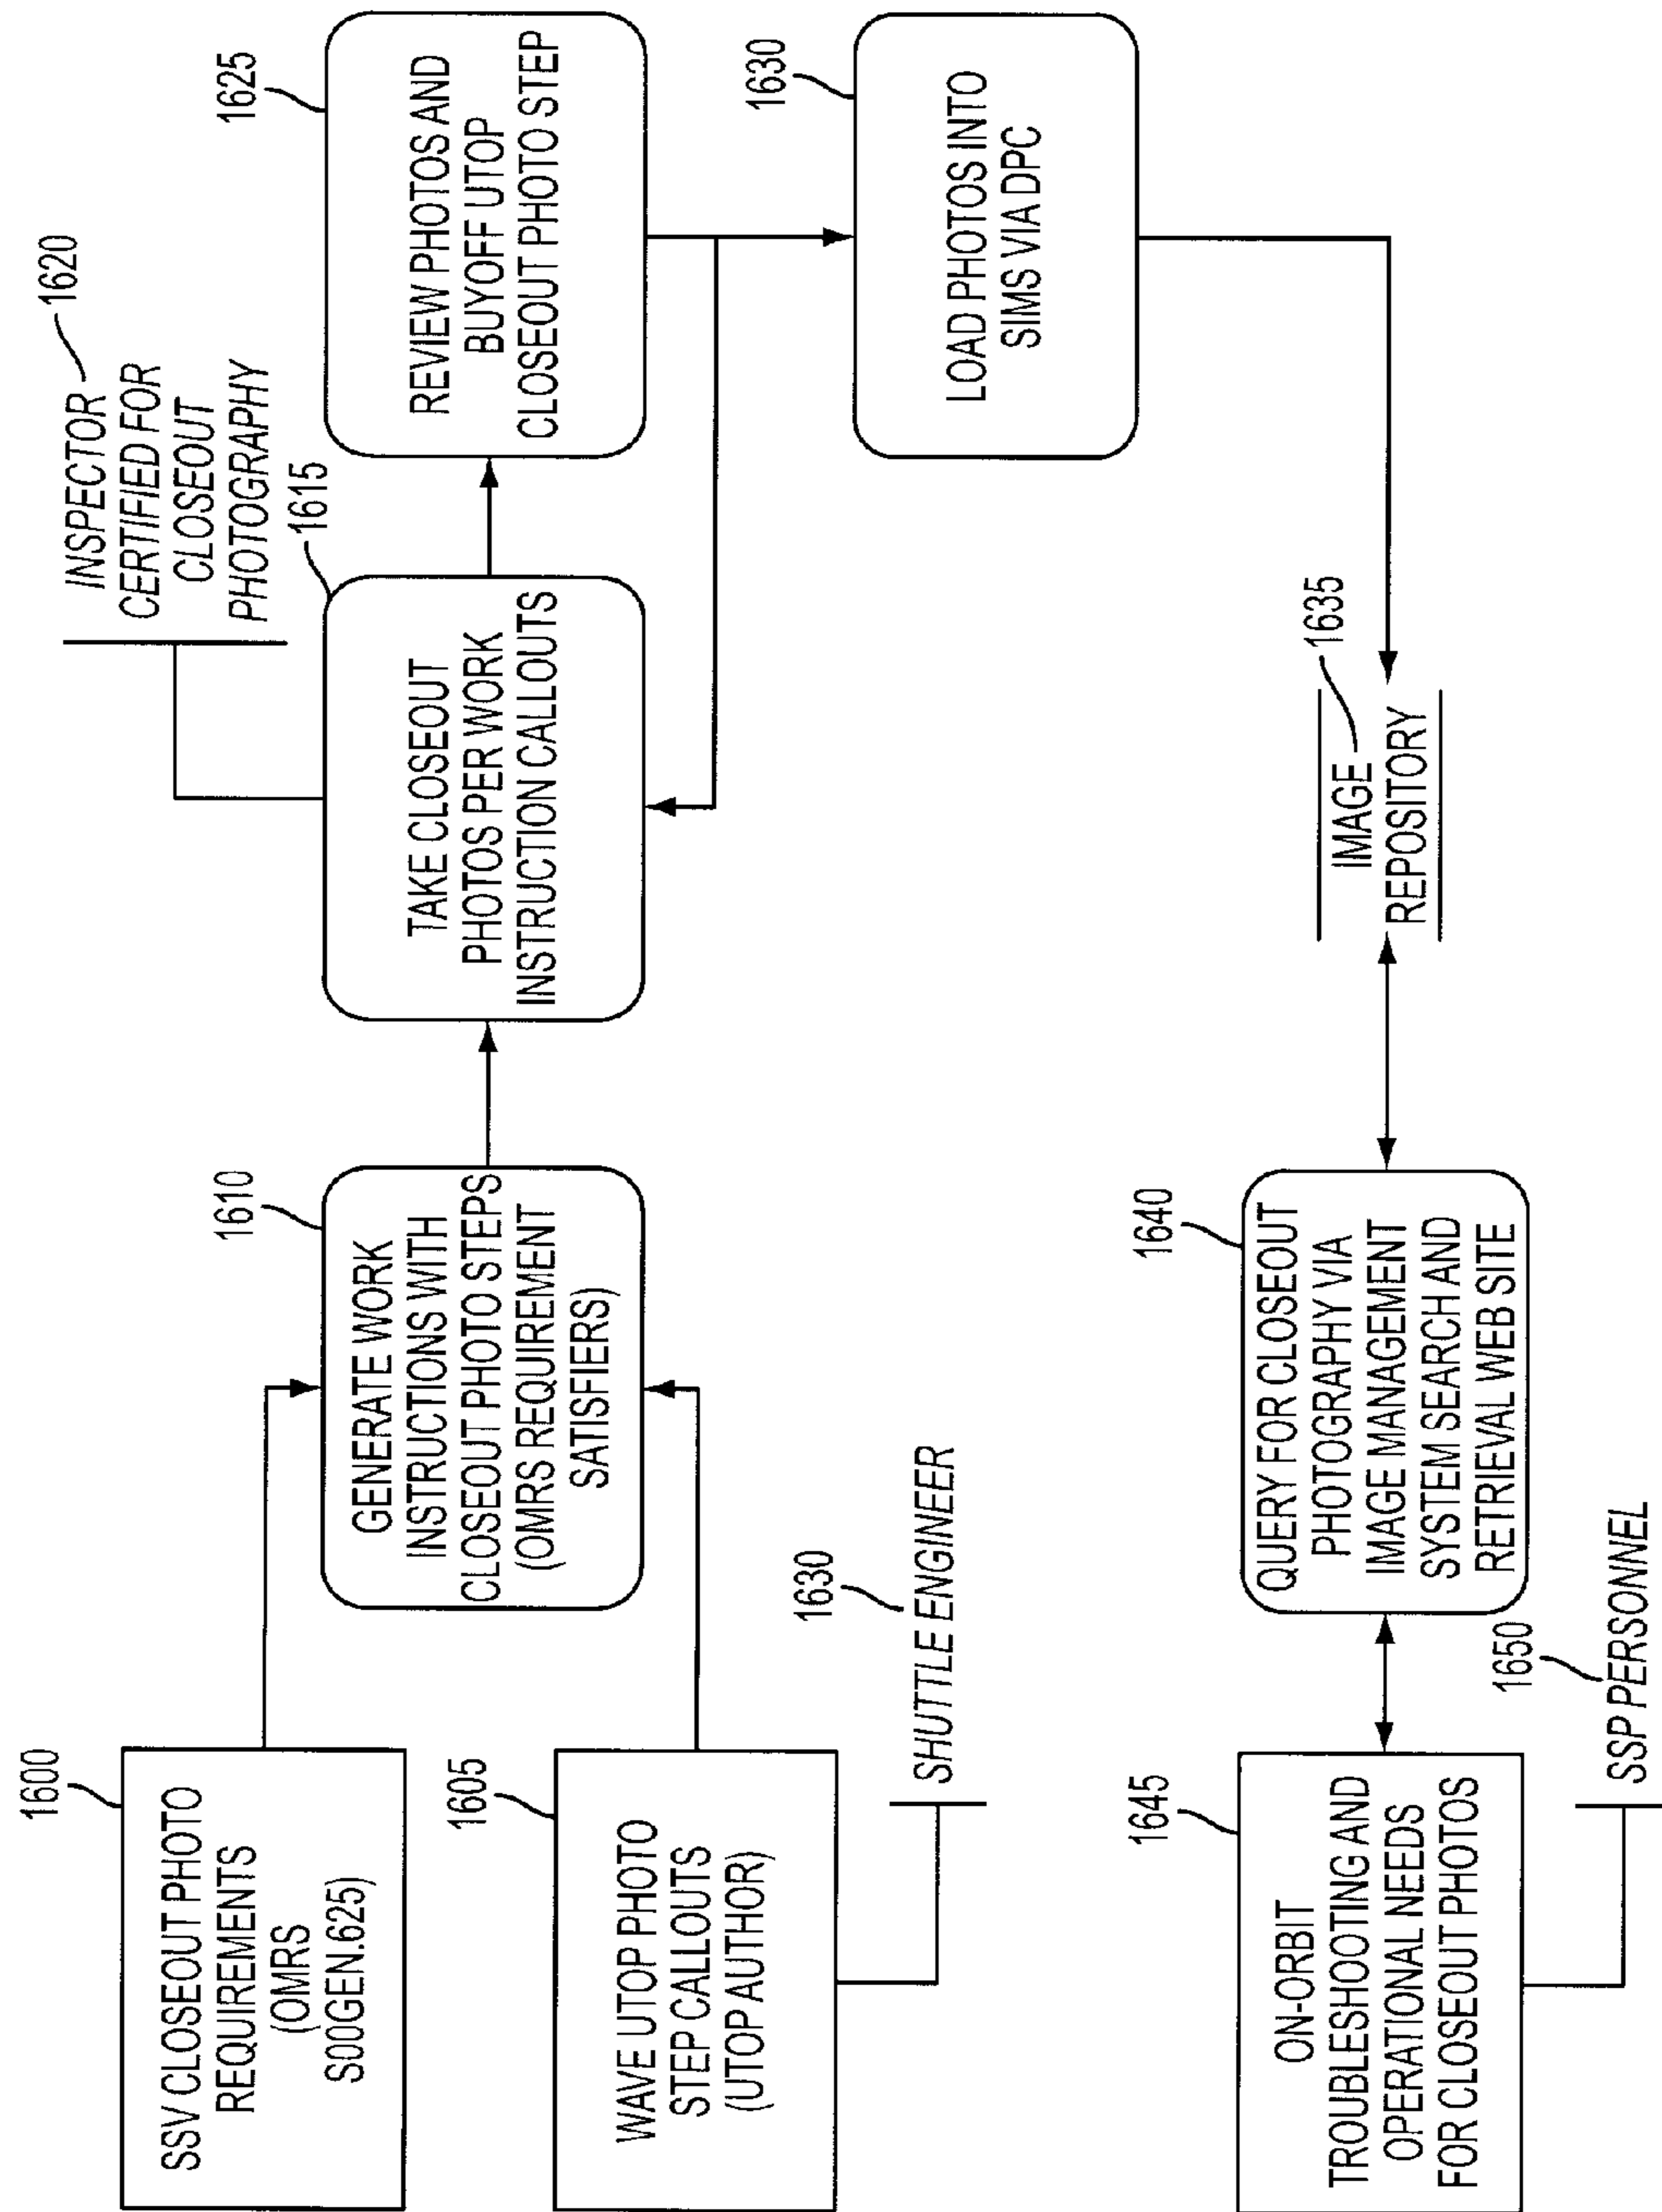 1600
SSV CLOSEOUT PHOTO
REQUIREMENTS
(OMRS
S00GEN.625)
1605
WAVE UTOP PHOTO
STEP CALLOUTS
(UTOP AUTHOR)
1630
SHUTTLE ENGINEER
1610
GENERATE WORK
INSTRUCTIONS WITH
CLOSEOUT PHOTO STEPS
(OMRS REQUIREMENT
SATISFIERS)
1615
TAKE CLOSEOUT
PHOTOS PER WORK
INSTRUCTION CALLOUTS
1620
INSPECTOR
CERTIFIED FOR
CLOSEOUT
PHOTOGRAPHY
1625
REVIEW PHOTOS AND
BUYOFF UTOP
CLOSEOUT PHOTO STEP
1630
LOAD PHOTOS INTO
SIMS VIA DPC
1635
IMAGE
REPOSITORY
1640
QUERY FOR CLOSEOUT
PHOTOGRAPHY VIA
IMAGE MANAGEMENT
SYSTEM SEARCH AND
RETRIEVAL WEB SITE
1645
ON-ORBIT
TROUBLESHOOTING AND
OPERATIONAL NEEDS
FOR CLOSEOUT PHOTOS
1650
SSP PERSONNEL